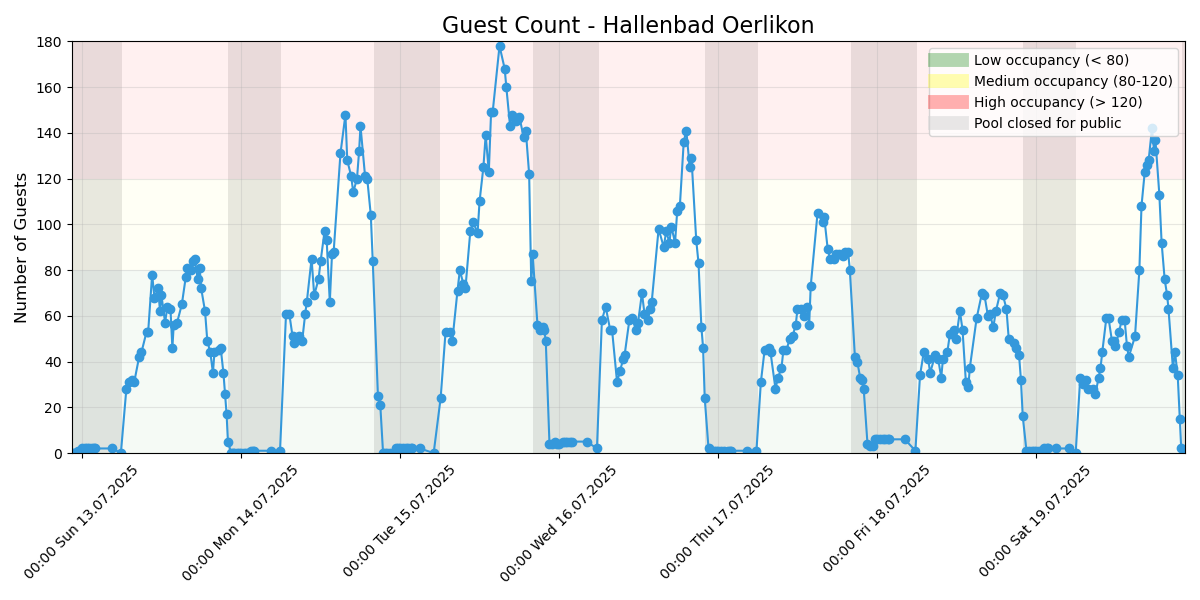 Guest Count - Hallenbad Oerlikon
Number of Guests
180
160
140
120
100
80
60
40
20
0
Low occupancy (< 80)
Medium occupancy (80-120)
High occupancy (> 120)
Pool closed for public
00:00 Sun 13.07.2025
00:00 Mon 14.07.2025
00:00 Tue 15.07.2025
00:00 Wed 16.07.2025
00:00 Thu 17.07.2025
00:00 Fri 18.07.2025
00:00 Sat 19.07.2025